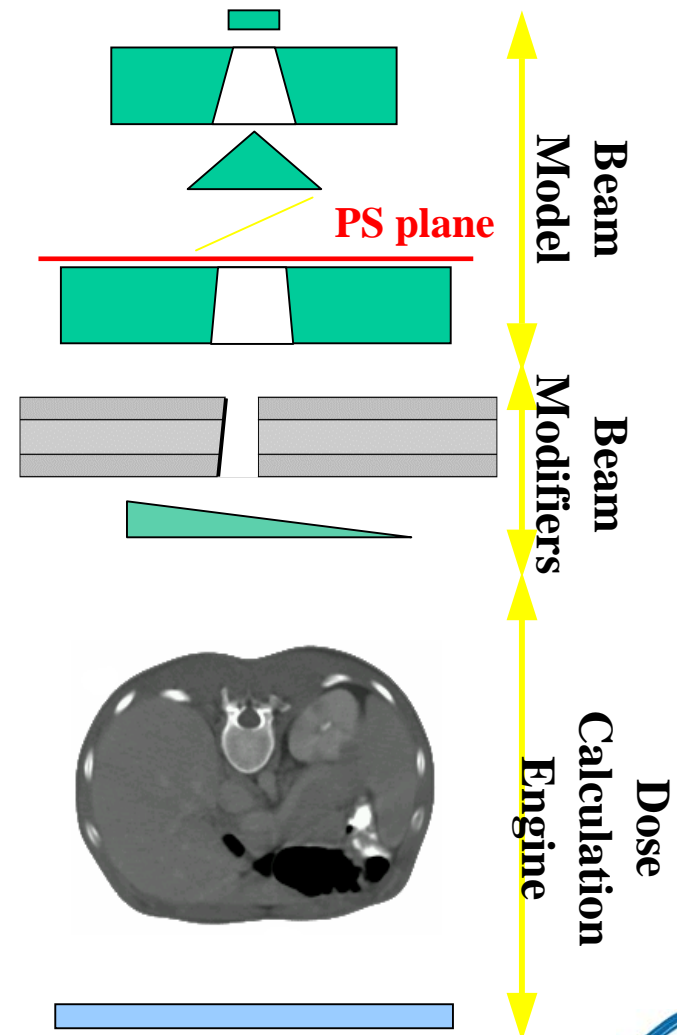 PS plane
Beam
Model
Beam
Modifiers
Dose
Calculation
Engine